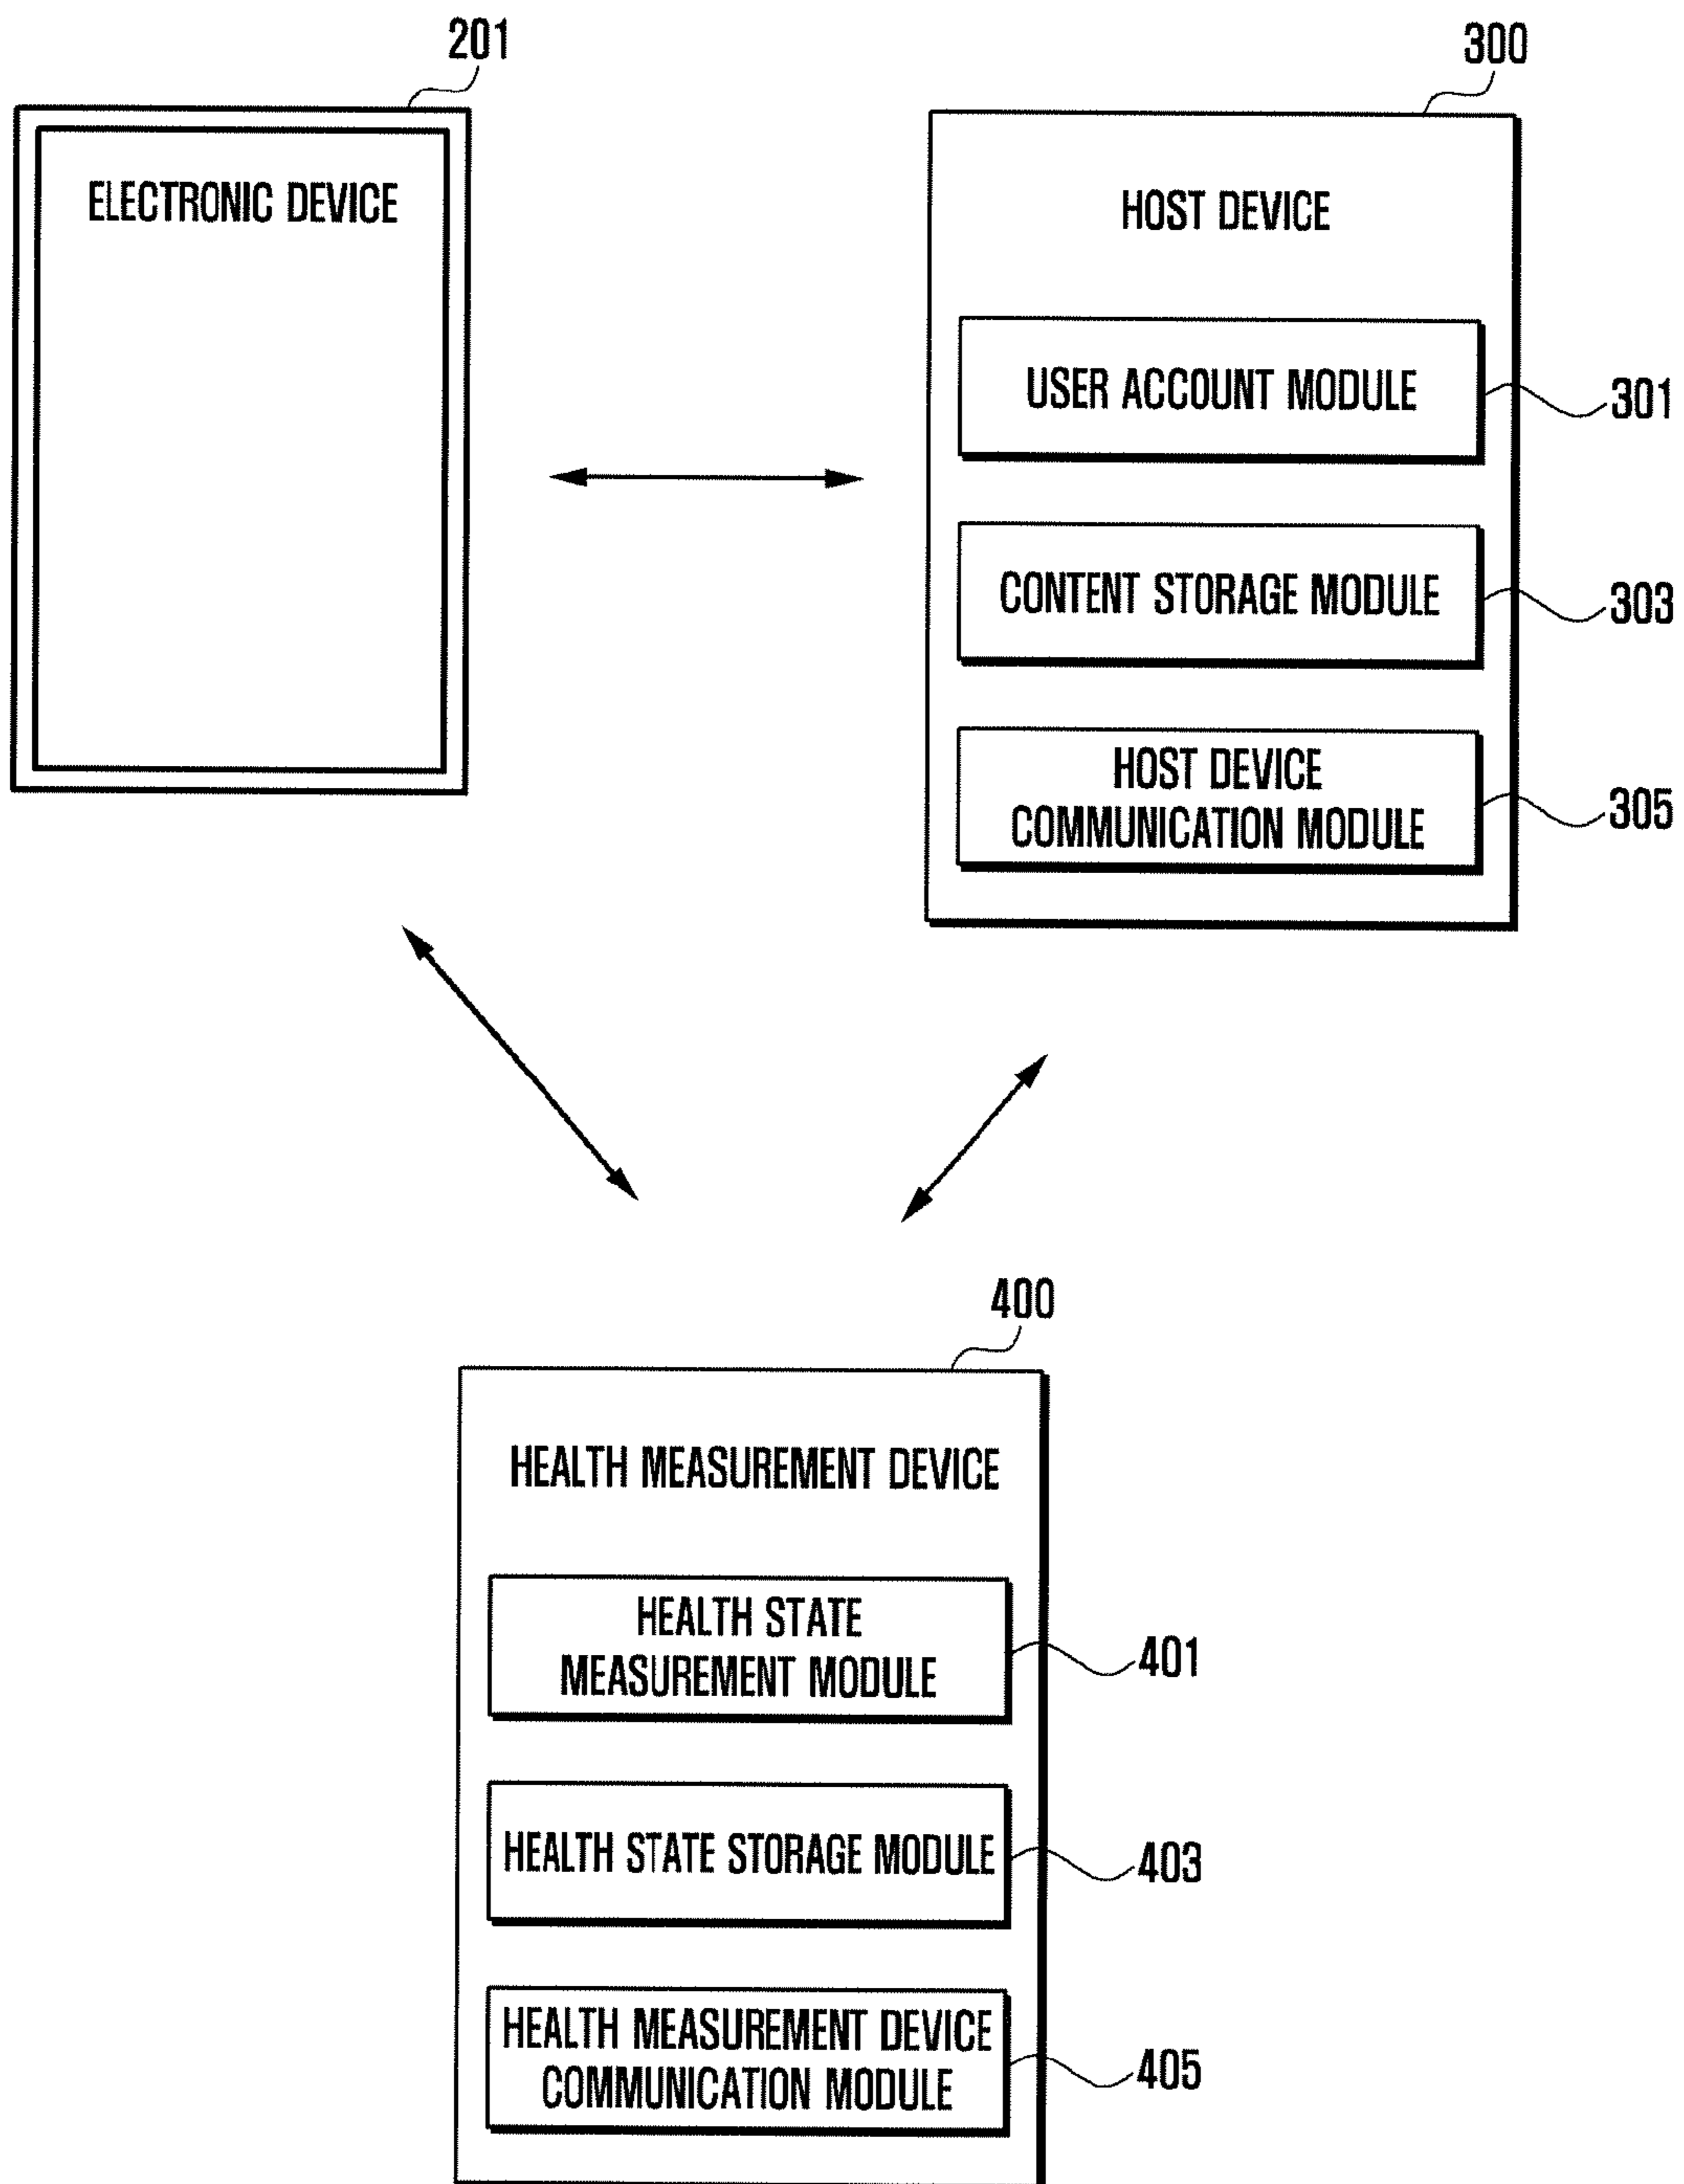 201
ELECTRONIC DEVICE
300
HOST DEVICE
USER ACCOUNT MODULE
301
CONTENT STORAGE MODULE
303
HOST DEVICE
COMMUNICATION MODULE
305
400
HEALTH MEASUREMENT DEVICE
HEALTH STATE
MEASUREMENT MODULE
401
HEALTH STATE STORAGE MODULE
403
HEALTH MEASUREMENT DEVICE
COMMUNICATION MODULE
405